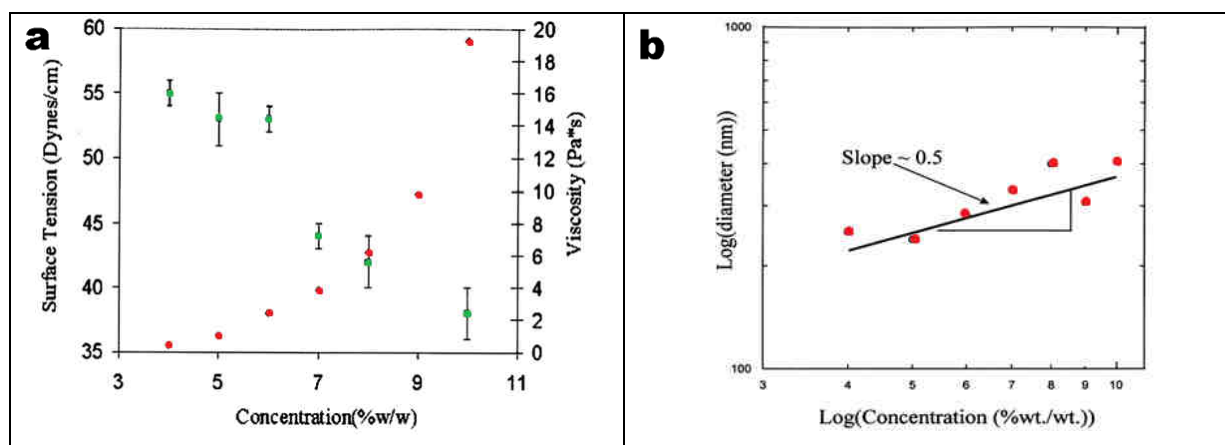 a
60
55
50
45
40
35
Surface Tension (Dynes/cm)
20
18
16
14
12
10
8
6
4
2
0
Viscosity (Pa*s)
3 5 7 9 11
Concentration(%w/w)
b
1000
100
Log(diameter (nm))
Slope ~ 0.5
3 4 5 6 7 8 9 10
Log(Concentration (%wt./wt.))